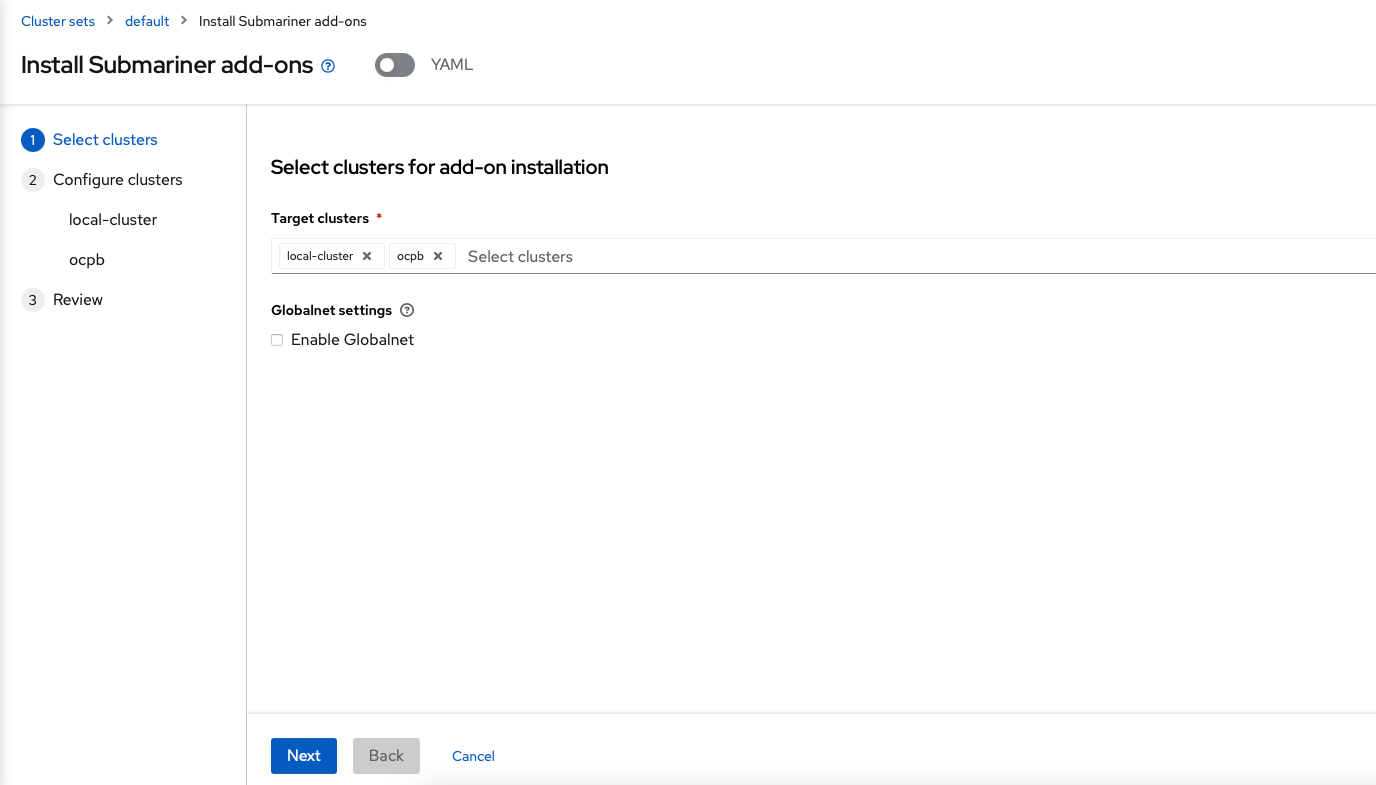 Cluster sets > default > Install Submariner add-ons
Install Submariner add-ons YAML
1 Select clusters
2 Configure clusters
local-cluster
ocpb
3 Review
Select clusters for add-on installation
Target clusters *
local-cluster ocpb Select clusters
Globalnet settings
Enable Globalnet
Next Back Cancel